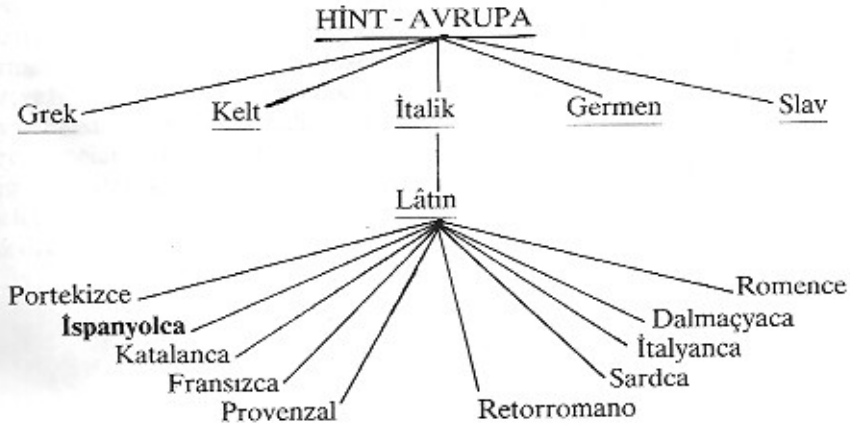 HİNT - AVRUPA
Grek Kelt İtalik Germen Slav
Lâtin
Portekizce Romence
İspanyolca Dalmaçyaca
Katalanca İtalyanca
Fransızca Sardca
Provenzal Retorromano